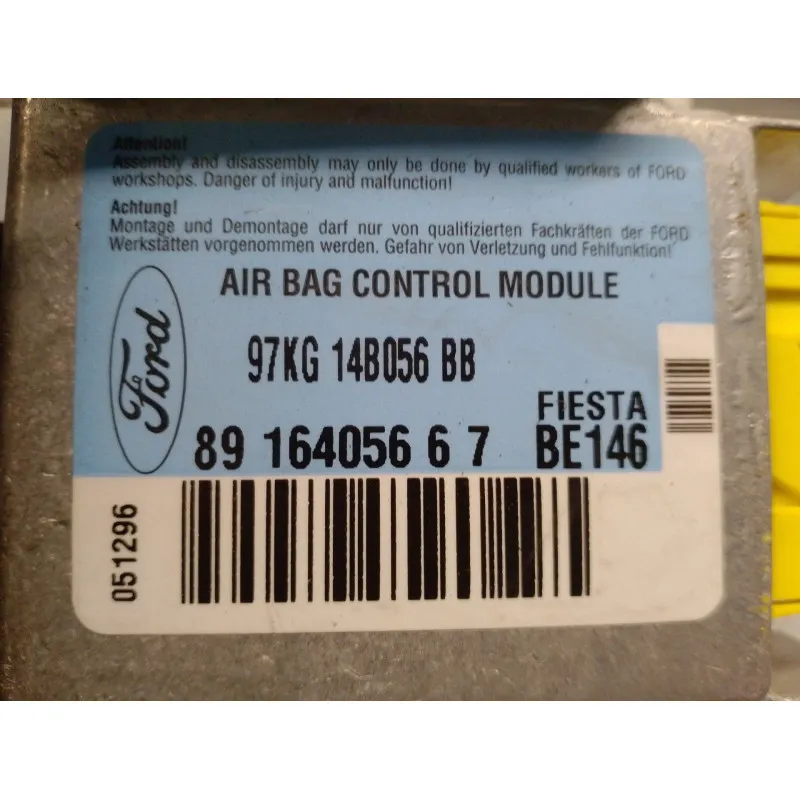 Attention!
Assembly and disassembly may only be done by qualified workers of FORD
workshops. Danger of injury and malfunction!
Achtung!
Montage und Demontage darf nur von qualifizierten Fachkräften der FORD
Werkstätten vorgenommen werden. Gefahr von Verletzung und Fehlfunktion!
AIR BAG CONTROL MODULE
Ford
97KG 14B056 BB
FIESTA
89 16405 6 6 7 BE146
051296